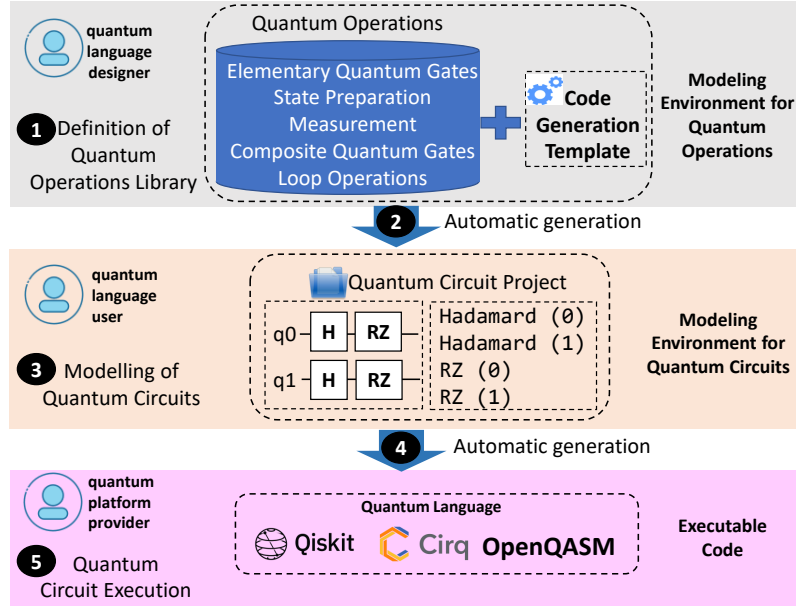 quantum
language
designer
1 Definition of
Quantum
Operations Library
Quantum Operations
Elementary Quantum Gates
State Preparation
Measurement
Composite Quantum Gates
Loop Operations
Code
Generation
Template
Modeling
Environment for
Quantum
Operations
2 Automatic generation
quantum
language
user
3 Modelling of
Quantum Circuits
Quantum Circuit Project
q0 H RZ
q1 H RZ
Hadamard (0)
Hadamard (1)
RZ (0)
RZ (1)
Modeling
Environment for
Quantum Circuits
4 Automatic generation
quantum
platform
provider
5 Quantum
Circuit Execution
Quantum Language
Qiskit Cirq OpenQASM
Executable
Code